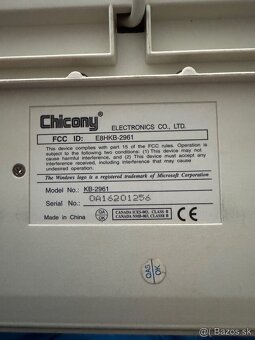 Chicony ELECTRONICS CO., LTD.
FCC ID: E8HKB-2961
This device complies with part 15 of the FCC rules. Operation is
subject to the following two conditions: (1) This device may not
cause harmful interference, and (2) This device must accept
any interference received, including interference that may cause
undesired operation.
The Windows logo is a registered trademark of Microsoft Corporation
Model No.: KB-2961
Serial No.: OA16201256
Made in China
CANADA ICES-003, CLASS B
CANADA NMB-003, CLASSE B
CE
QAG
OK
Bazos.sk